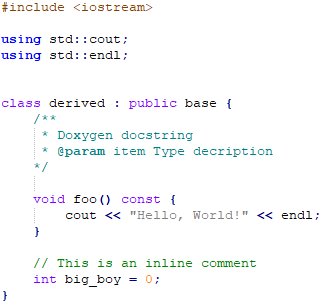 #include <iostream>

using std::cout;
using std::endl;


class derived : public base {
    /**
     * Doxygen docstring
     * @param item Type decription
    */

    void foo() const {
        cout << "Hello, World!" << endl;
    }

    // This is an inline comment
    int big_boy = 0;
}